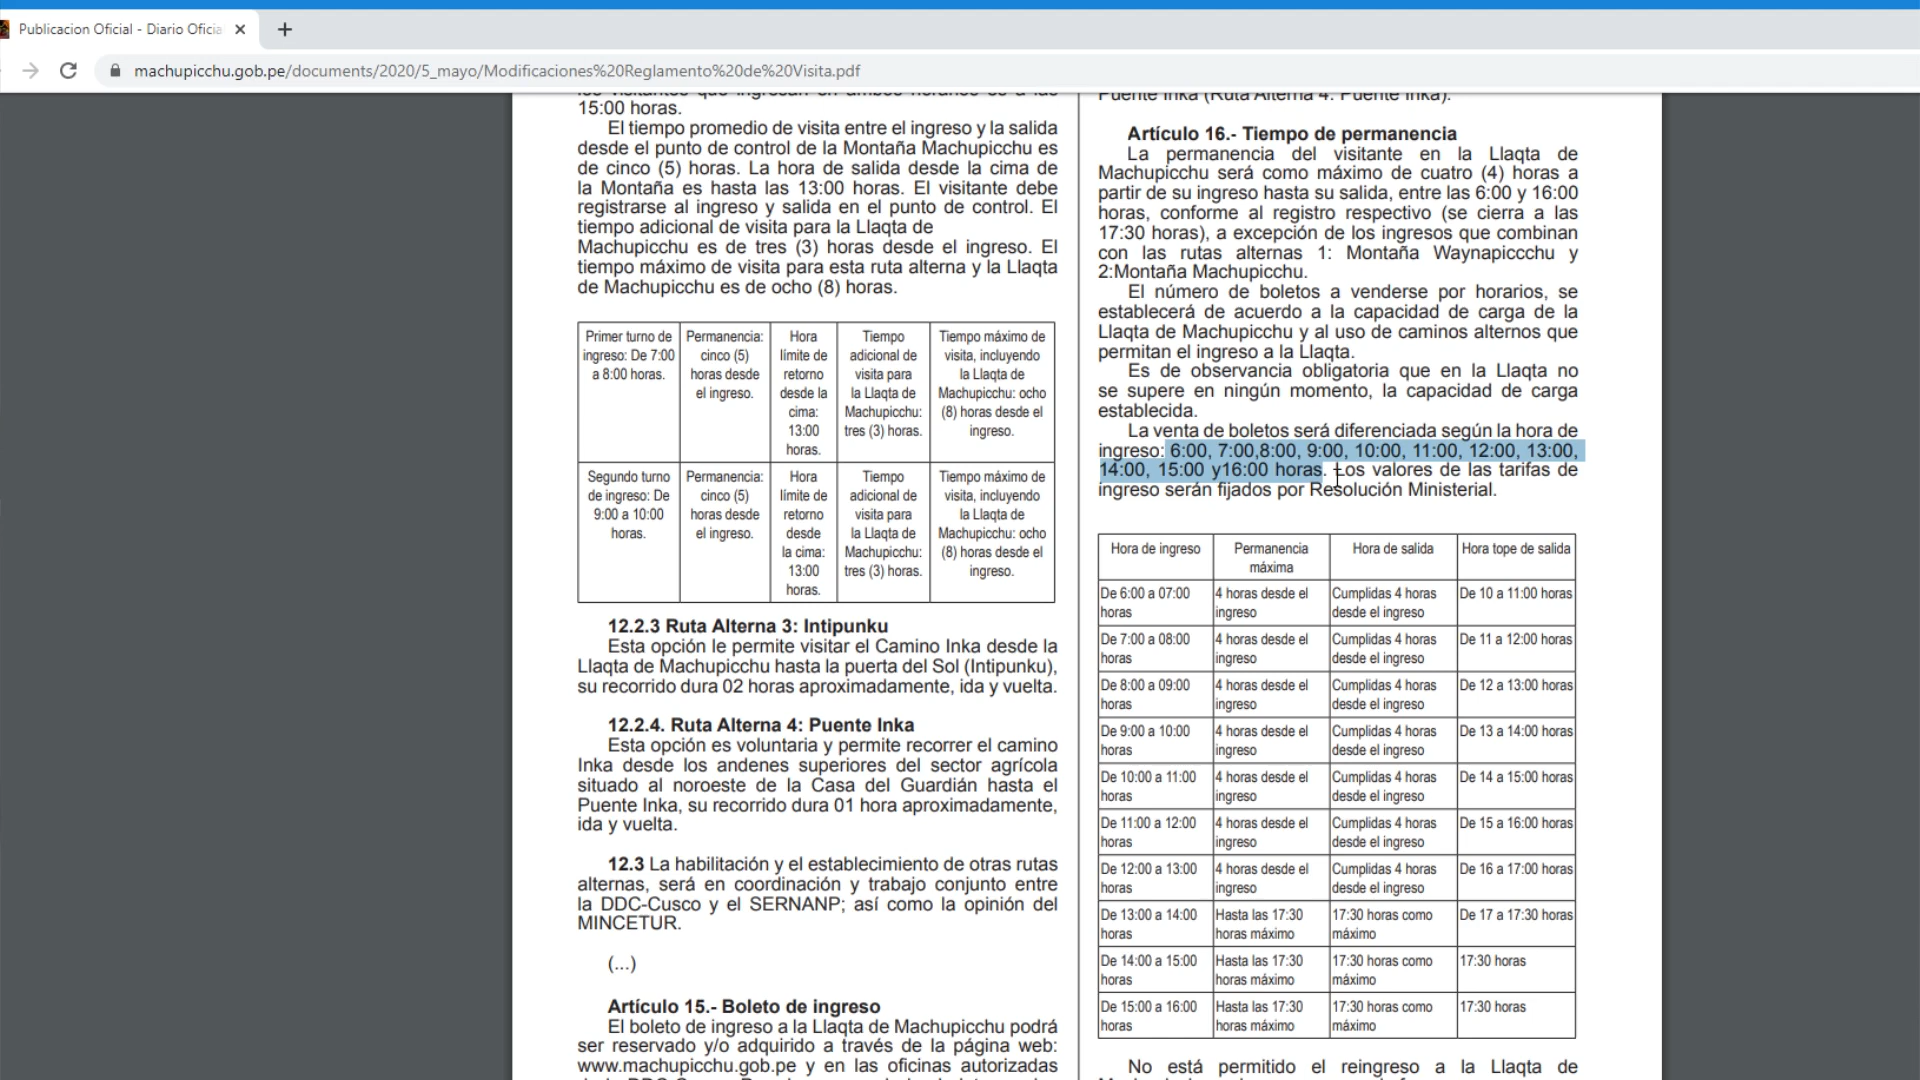 Publicacion Oficial - Diario Oficia
machupicchu.gob.pe/documents/2020/5_mayo/Modificaciones%20Reglamento%20de%20Visita.pdf
los visitantes que ingresan en ambos horarios es a las
15:00 horas.
El tiempo promedio de visita entre el ingreso y la salida
desde el punto de control de la Montaña Machupicchu es
de cinco (5) horas. La hora de salida desde la cima de
la Montaña es hasta las 13:00 horas. El visitante debe
registrarse al ingreso y salida en el punto de control. El
tiempo adicional de visita para la Llaqta de
Machupicchu es de tres (3) horas desde el ingreso. El
tiempo máximo de visita para esta ruta alterna y la Llaqta
de Machupicchu es de ocho (8) horas.
Primer turno de
ingreso: De 7:00
a 8:00 horas.
Permanencia:
cinco (5)
horas desde
el ingreso.
Hora
límite de
retorno
desde la
cima:
13:00
horas.
Tiempo
adicional de
visita para
la Llaqta de
Machupicchu:
tres (3) horas.
Tiempo máximo de
visita, incluyendo
la Llaqta de
Machupicchu: ocho
(8) horas desde el
ingreso.
Segundo turno
de ingreso: De
9:00 a 10:00
horas.
Permanencia:
cinco (5)
horas desde
el ingreso.
Hora
límite de
retorno
desde
la cima:
13:00
horas.
Tiempo
adicional de
visita para
la Llaqta de
Machupicchu:
tres (3) horas.
Tiempo máximo de
visita, incluyendo
la Llaqta de
Machupicchu: ocho
(8) horas desde el
ingreso.
12.2.3 Ruta Alterna 3: Intipunku
Esta opción le permite visitar el Camino Inka desde la
Llaqta de Machupicchu hasta la puerta del Sol (Intipunku),
su recorrido dura 02 horas aproximadamente, ida y vuelta.
12.2.4. Ruta Alterna 4: Puente Inka
Esta opción es voluntaria y permite recorrer el camino
Inka desde los andenes superiores del sector agrícola
situado al noroeste de la Casa del Guardián hasta el
Puente Inka, su recorrido dura 01 hora aproximadamente,
ida y vuelta.
12.3 La habilitación y el establecimiento de otras rutas
alternas, será en coordinación y trabajo conjunto entre
la DDC-Cusco y el SERNANP; así como la opinión del
MINCETUR.
(...)
Artículo 15.- Boleto de ingreso
El boleto de ingreso a la Llaqta de Machupicchu podrá
ser reservado y/o adquirido a través de la página web:
www.machupicchu.gob.pe y en las oficinas autorizadas
Puente Inka (Ruta Alterna 4: Puente Inka).
Artículo 16.- Tiempo de permanencia
La permanencia del visitante en la Llaqta de
Machupicchu será como máximo de cuatro (4) horas a
partir de su ingreso hasta su salida, entre las 6:00 y 16:00
horas, conforme al registro respectivo (se cierra a las
17:30 horas), a excepción de los ingresos que combinan
con las rutas alternas 1: Montaña Waynapiccchu y
2:Montaña Machupicchu.
El número de boletos a venderse por horarios, se
establecerá de acuerdo a la capacidad de carga de la
Llaqta de Machupicchu y al uso de caminos alternos que
permitan el ingreso a la Llaqta.
Es de observancia obligatoria que en la Llaqta no
se supere en ningún momento, la capacidad de carga
establecida.
La venta de boletos será diferenciada según la hora de
ingreso: 6:00, 7:00,8:00, 9:00, 10:00, 11:00, 12:00, 13:00,
14:00, 15:00 y16:00 horas. Los valores de las tarifas de
ingreso serán fijados por Resolución Ministerial.
Hora de ingreso
Permanencia
máxima
Hora de salida
Hora tope de salida
De 6:00 a 07:00
horas
4 horas desde el
ingreso
Cumplidas 4 horas
desde el ingreso
De 10 a 11:00 horas
De 7:00 a 08:00
horas
4 horas desde el
ingreso
Cumplidas 4 horas
desde el ingreso
De 11 a 12:00 horas
De 8:00 a 09:00
horas
4 horas desde el
ingreso
Cumplidas 4 horas
desde el ingreso
De 12 a 13:00 horas
De 9:00 a 10:00
horas
4 horas desde el
ingreso
Cumplidas 4 horas
desde el ingreso
De 13 a 14:00 horas
De 10:00 a 11:00
horas
4 horas desde el
ingreso
Cumplidas 4 horas
desde el ingreso
De 14 a 15:00 horas
De 11:00 a 12:00
horas
4 horas desde el
ingreso
Cumplidas 4 horas
desde el ingreso
De 15 a 16:00 horas
De 12:00 a 13:00
horas
4 horas desde el
ingreso
Cumplidas 4 horas
desde el ingreso
De 16 a 17:00 horas
De 13:00 a 14:00
horas
Hasta las 17:30
horas máximo
17:30 horas como
máximo
De 17 a 17:30 horas
De 14:00 a 15:00
horas
Hasta las 17:30
horas máximo
17:30 horas como
máximo
17:30 horas
De 15:00 a 16:00
horas
Hasta las 17:30
horas máximo
17:30 horas como
máximo
17:30 horas
No está permitido el reingreso a la Llaqta de